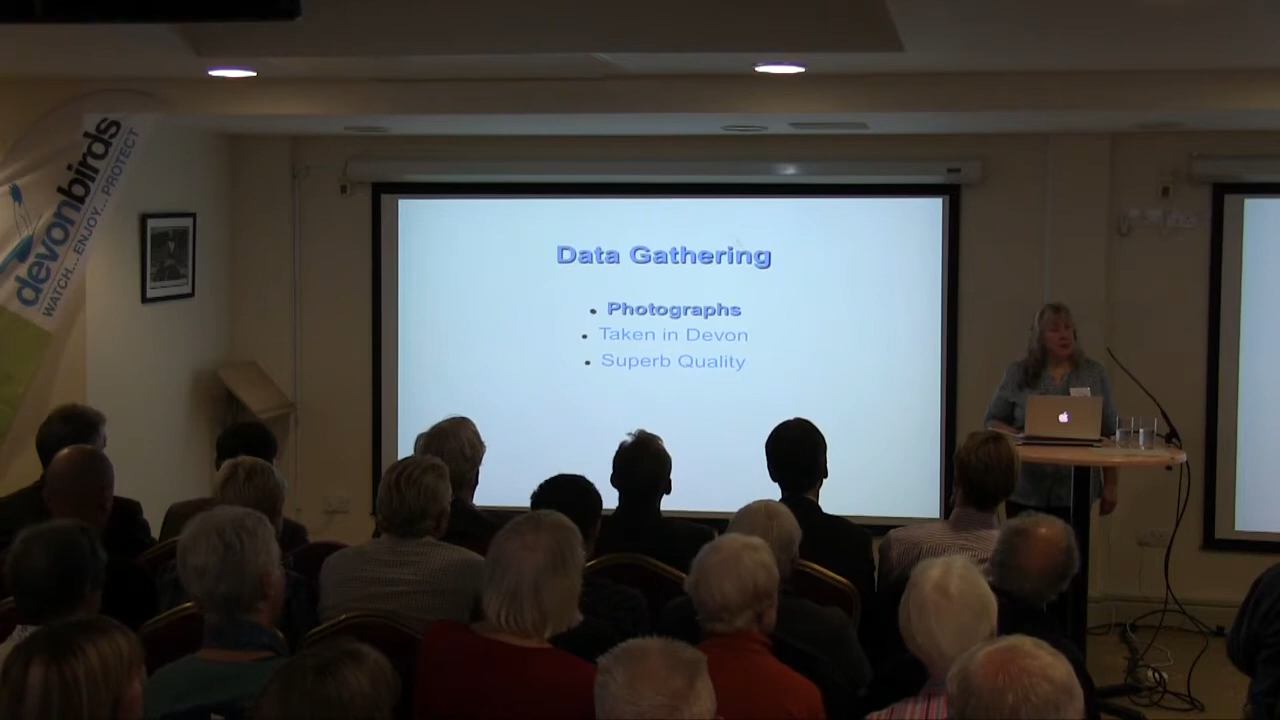 devonbirds
WATCH... ENJOY... PROTECT
Data Gathering
• Photographs
• Taken in Devon
• Superb Quality